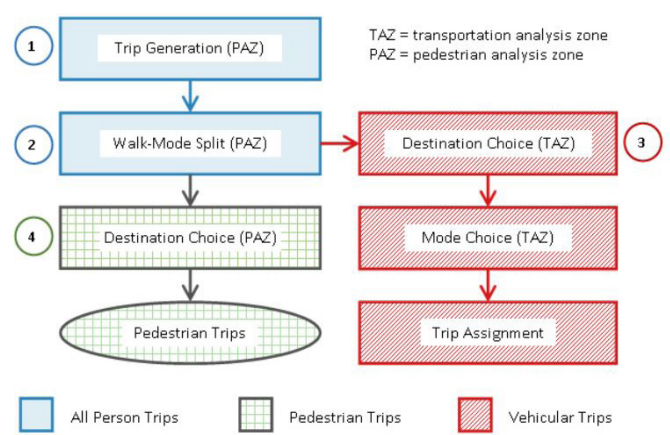 1
Trip Generation (PAZ)
TAZ = transportation analysis zone
PAZ = pedestrian analysis zone
2
Walk-Mode Split (PAZ)
Destination Choice (TAZ)
3
4
Destination Choice (PAZ)
Mode Choice (TAZ)
Pedestrian Trips
Trip Assignment
All Person Trips
Pedestrian Trips
Vehicular Trips